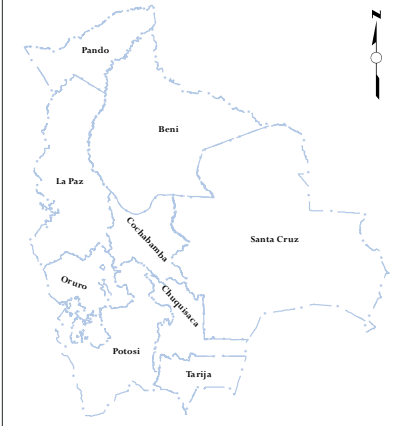 N
Pando
Beni
La Paz
Cochabamba
Santa Cruz
Oruro
Chuquisaca
Potosi
Tarija